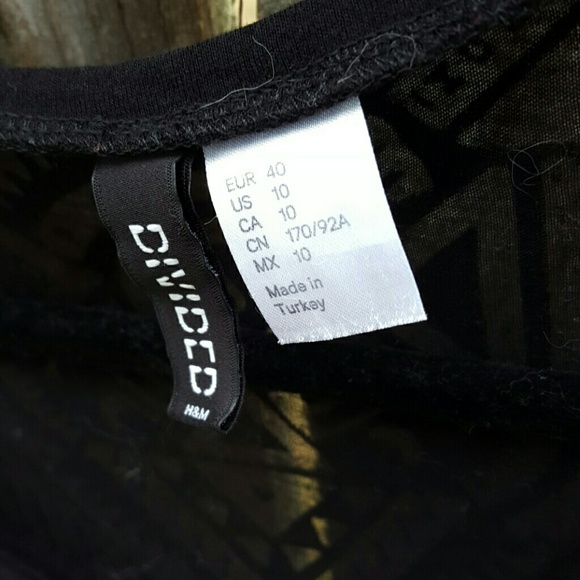 DIVIDED
H&M
EUR 40
US 10
CA 10
CN 170/92A
MX 10
Made in
Turkey